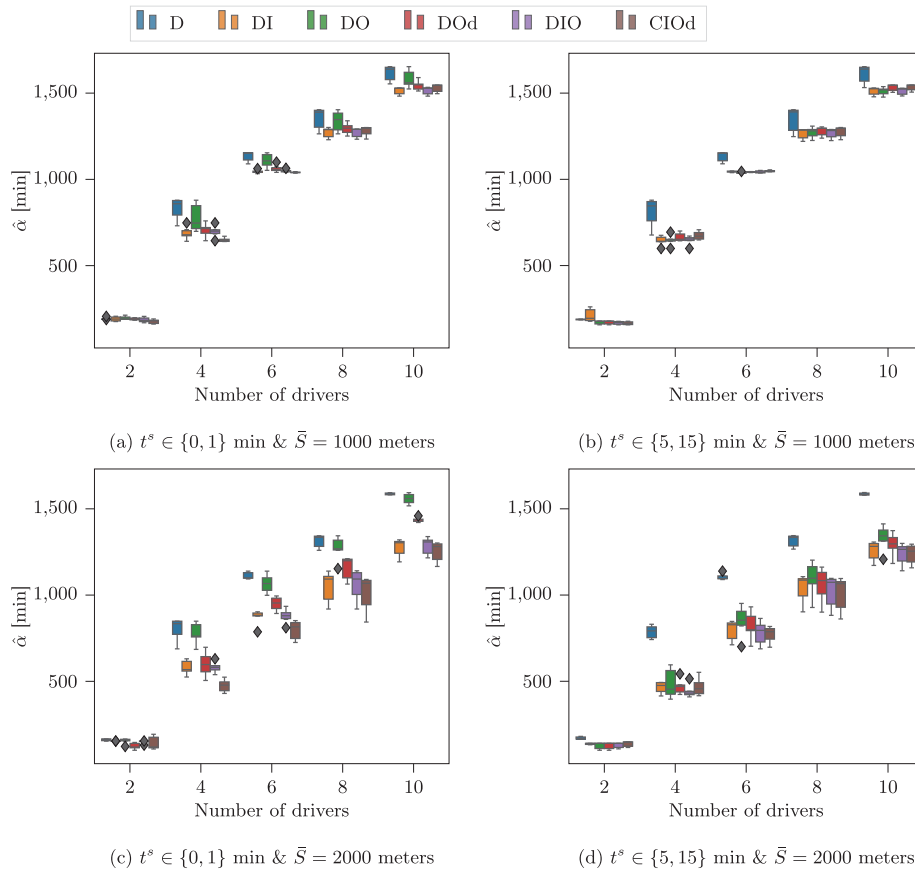 D DI DO DOd DIO CIOd
1,500
1,000
500
α̂ [min]
2 4 6 8 10
Number of drivers
(a) tˢ ∈ {0, 1} min & S̄ = 1000 meters
1,500
1,000
500
α̂ [min]
2 4 6 8 10
Number of drivers
(b) tˢ ∈ {5, 15} min & S̄ = 1000 meters
1,500
1,000
500
α̂ [min]
2 4 6 8 10
Number of drivers
(c) tˢ ∈ {0, 1} min & S̄ = 2000 meters
1,500
1,000
500
α̂ [min]
2 4 6 8 10
Number of drivers
(d) tˢ ∈ {5, 15} min & S̄ = 2000 meters